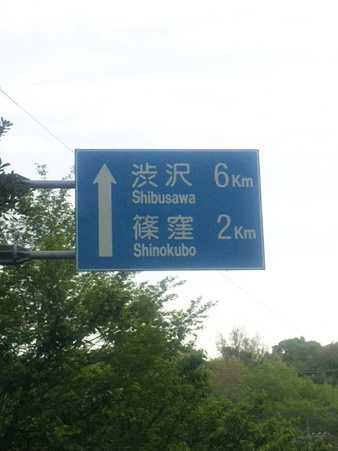 渋沢 6Km
Shibusawa
篠窪 2Km
Shinokubo